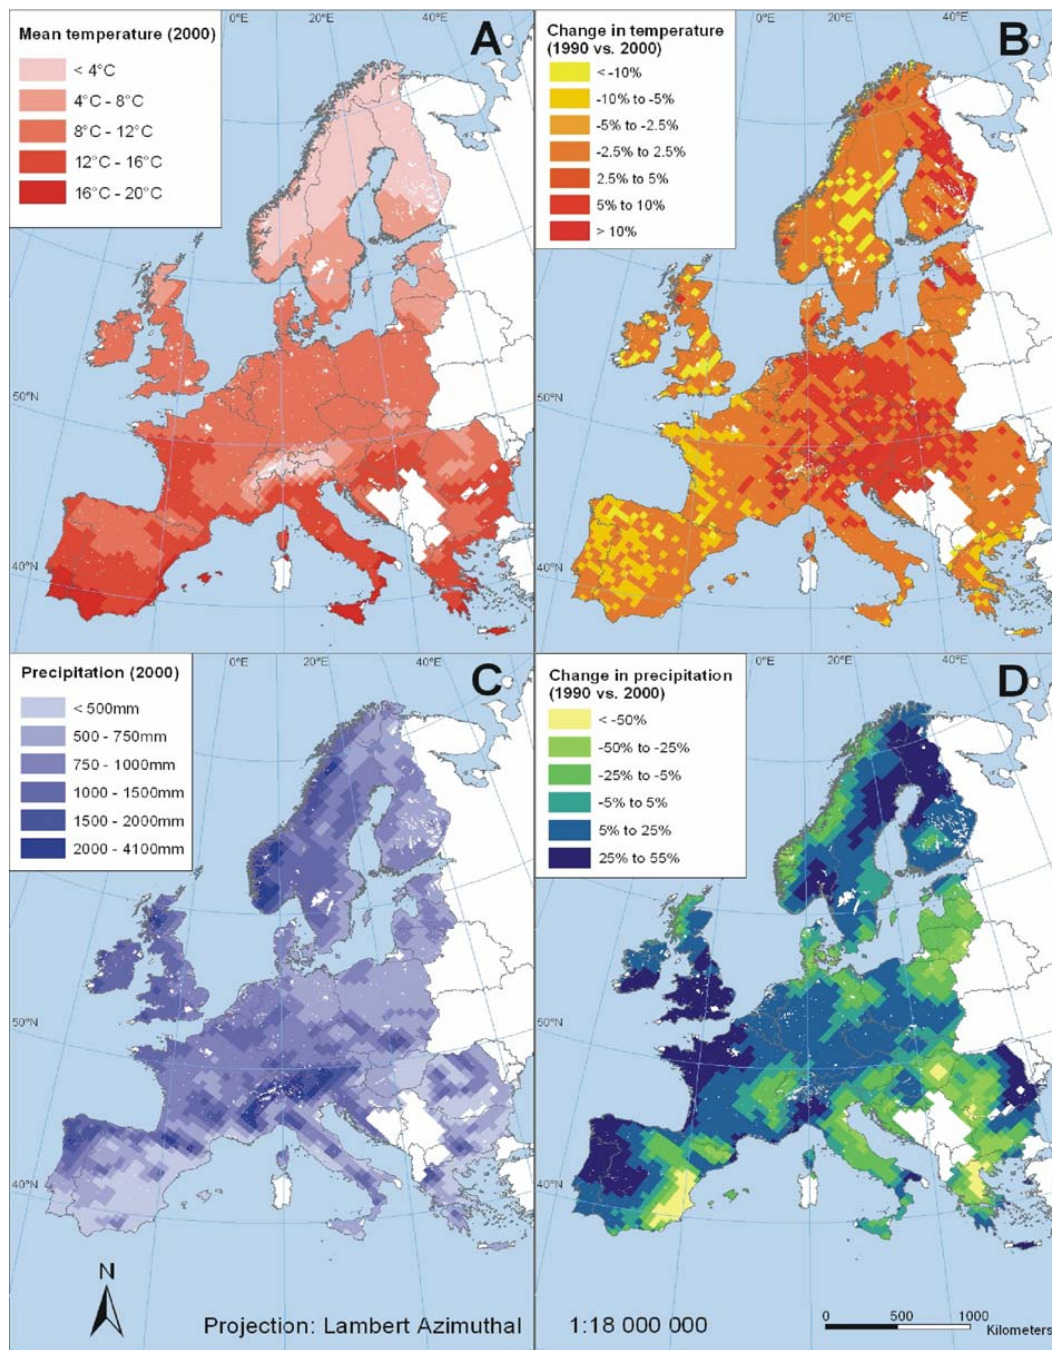 0°E 20°E 40°E
Mean temperature (2000)
A
< 4°C
4°C - 8°C
8°C - 12°C
12°C - 16°C
16°C - 20°C
50°N
40°N
0°E 20°E 40°E
Change in temperature
(1990 vs. 2000)
B
< -10%
-10% to -5%
-5% to -2.5%
-2.5% to 2.5%
2.5% to 5%
5% to 10%
> 10%
50°N
40°N
0°E 20°E 40°E
Precipitation (2000)
C
< 500mm
500 - 750mm
750 - 1000mm
1000 - 1500mm
1500 - 2000mm
2000 - 4100mm
50°N
40°N
N
Projection: Lambert Azimuthal
0°E 20°E 40°E
Change in precipitation
(1990 vs. 2000)
D
< -50%
-50% to -25%
-25% to -5%
-5% to 5%
5% to 25%
25% to 55%
50°N
40°N
1:18 000 000
0 500 1000
Kilometers